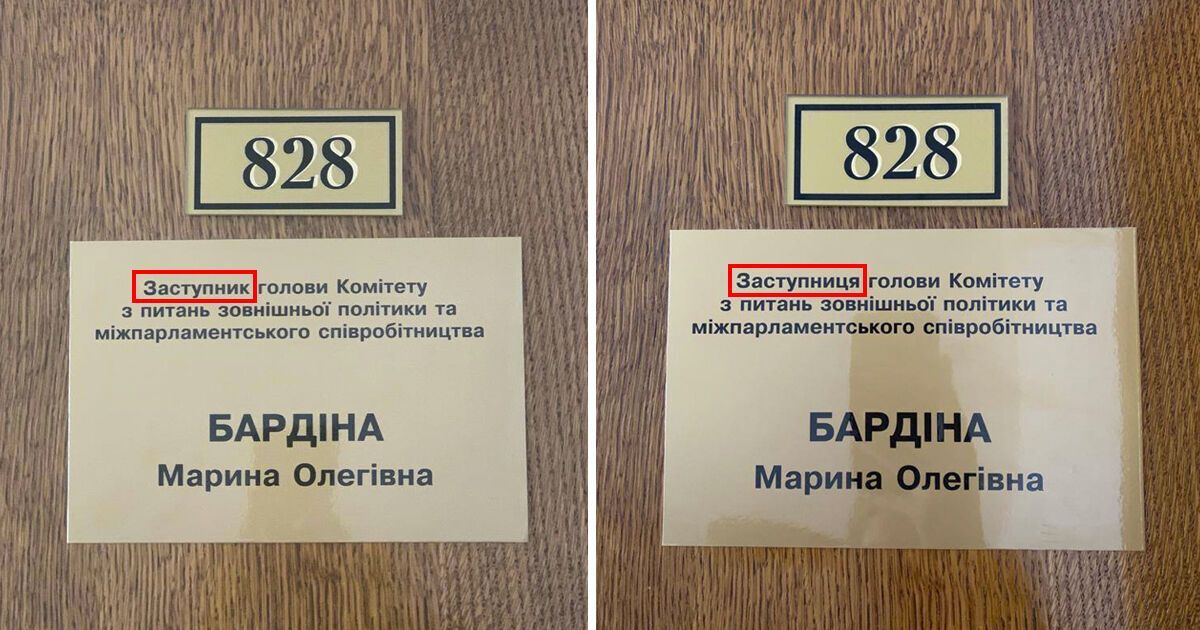 828
Заступник голови Комітету
з питань зовнішньої політики та
міжпарламентського співробітництва
БАРДІНА
Марина Олегівна
828
Заступниця голови Комітету
з питань зовнішньої політики та
міжпарламентського співробітництва
БАРДІНА
Марина Олегівна